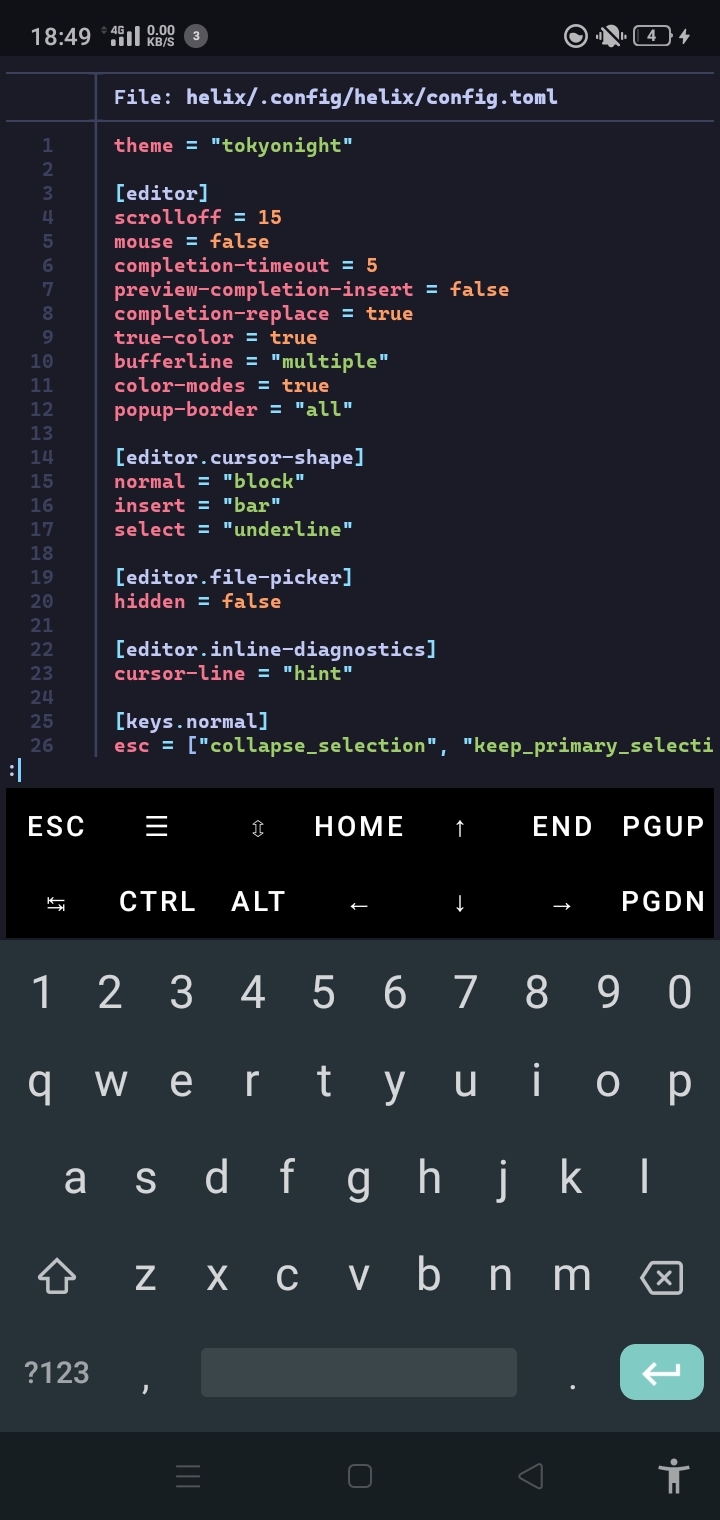 18:49 4G 0.00 KB/S 3 4
File: helix/.config/helix/config.toml
1 theme = "tokyonight"
2
3 [editor]
4 scrolloff = 15
5 mouse = false
6 completion-timeout = 5
7 preview-completion-insert = false
8 completion-replace = true
9 true-color = true
10 bufferline = "multiple"
11 color-modes = true
12 popup-border = "all"
13
14 [editor.cursor-shape]
15 normal = "block"
16 insert = "bar"
17 select = "underline"
18
19 [editor.file-picker]
20 hidden = false
21
22 [editor.inline-diagnostics]
23 cursor-line = "hint"
24
25 [keys.normal]
26 esc = ["collapse_selection", "keep_primary_selecti
:
ESC ☰ ⇳ HOME ↑ END PGUP
↹ CTRL ALT ← ↓ → PGDN
1 2 3 4 5 6 7 8 9 0
q w e r t y u i o p
a s d f g h j k l
z x c v b n m
?123 , .